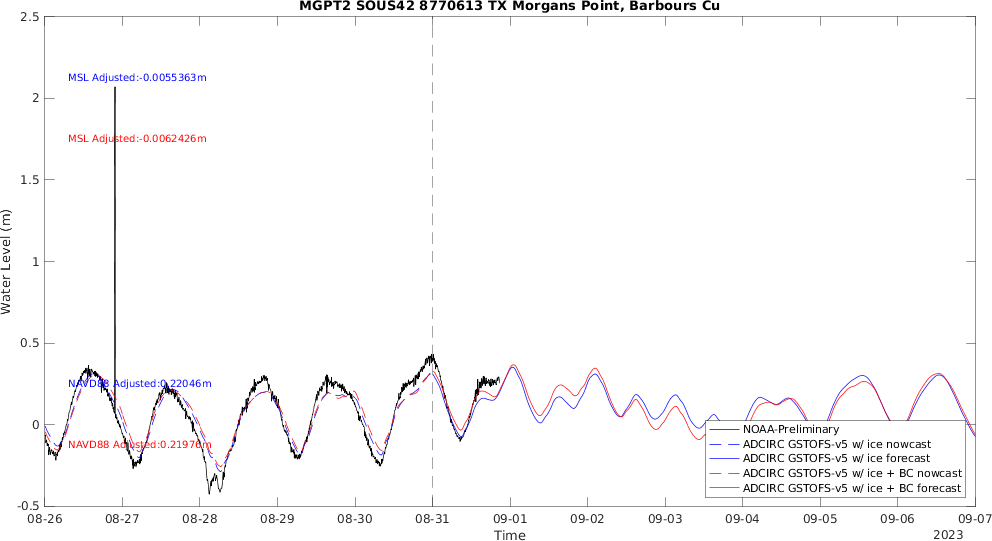 MGPT2 SOUS42 8770613 TX Morgans Point, Barbours Cu
2.5
2
1.5
1
0.5
0
-0.5
Water Level (m)
MSL Adjusted:-0.0055363m
MSL Adjusted:-0.0062426m
NAVD88 Adjusted:0.22046m
NAVD88 Adjusted:0.21976m
NOAA-Preliminary
ADCIRC GSTOFS-v5 w/ ice nowcast
ADCIRC GSTOFS-v5 w/ ice forecast
ADCIRC GSTOFS-v5 w/ ice + BC nowcast
ADCIRC GSTOFS-v5 w/ ice + BC forecast
08-26 08-27 08-28 08-29 08-30 08-31 09-01 09-02 09-03 09-04 09-05 09-06 09-07
Time
2023